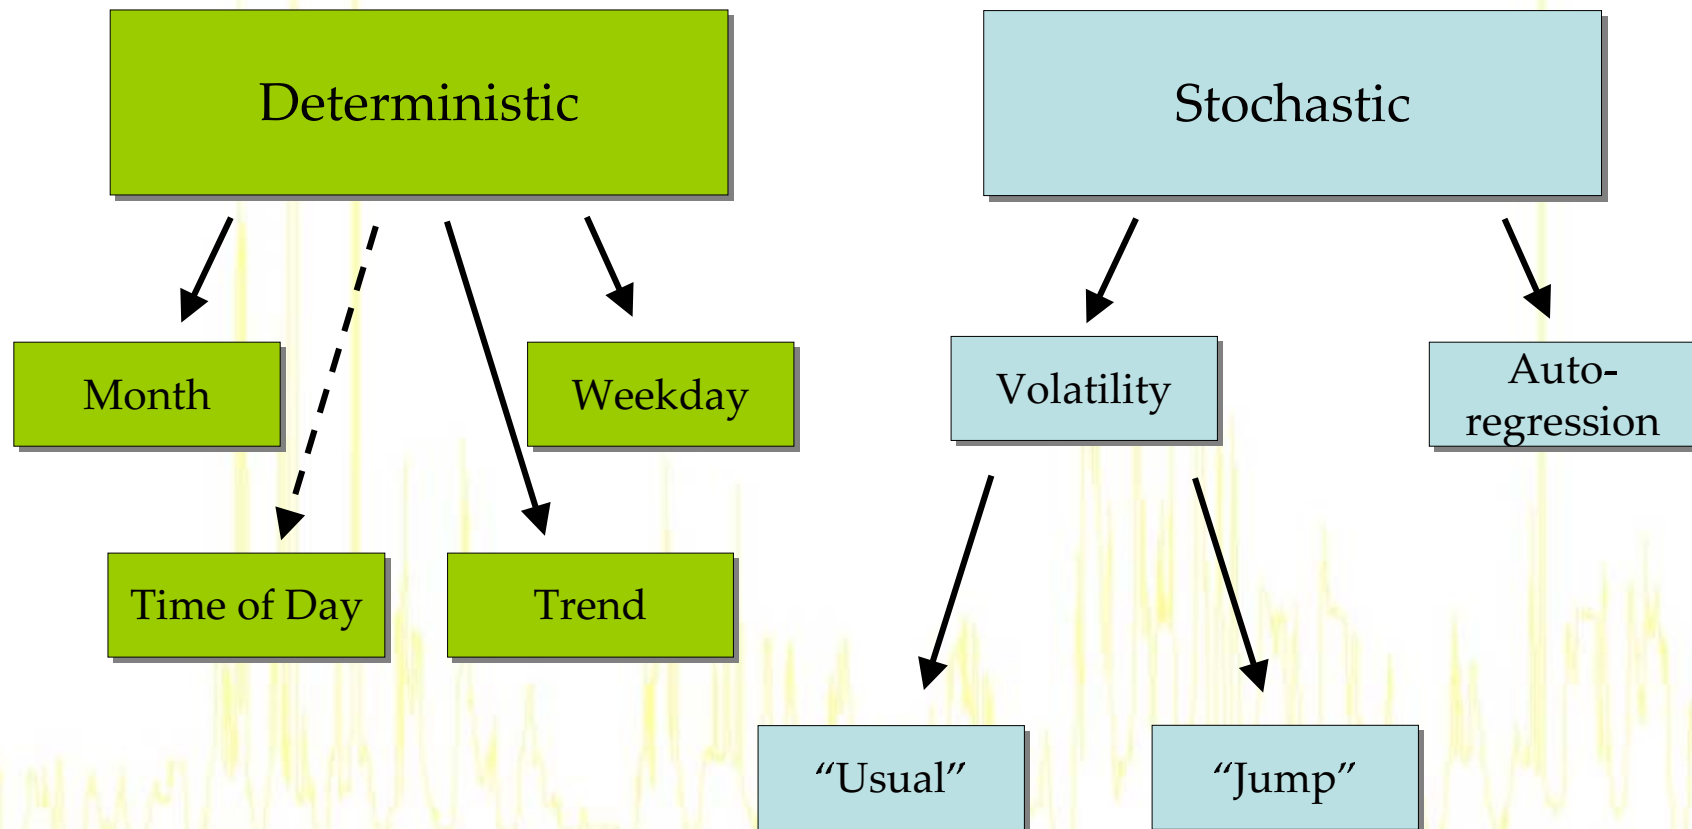 Deterministic
Stochastic
Month
Weekday
Volatility
Auto-
regression
Time of Day
Trend
“Usual”
“Jump”